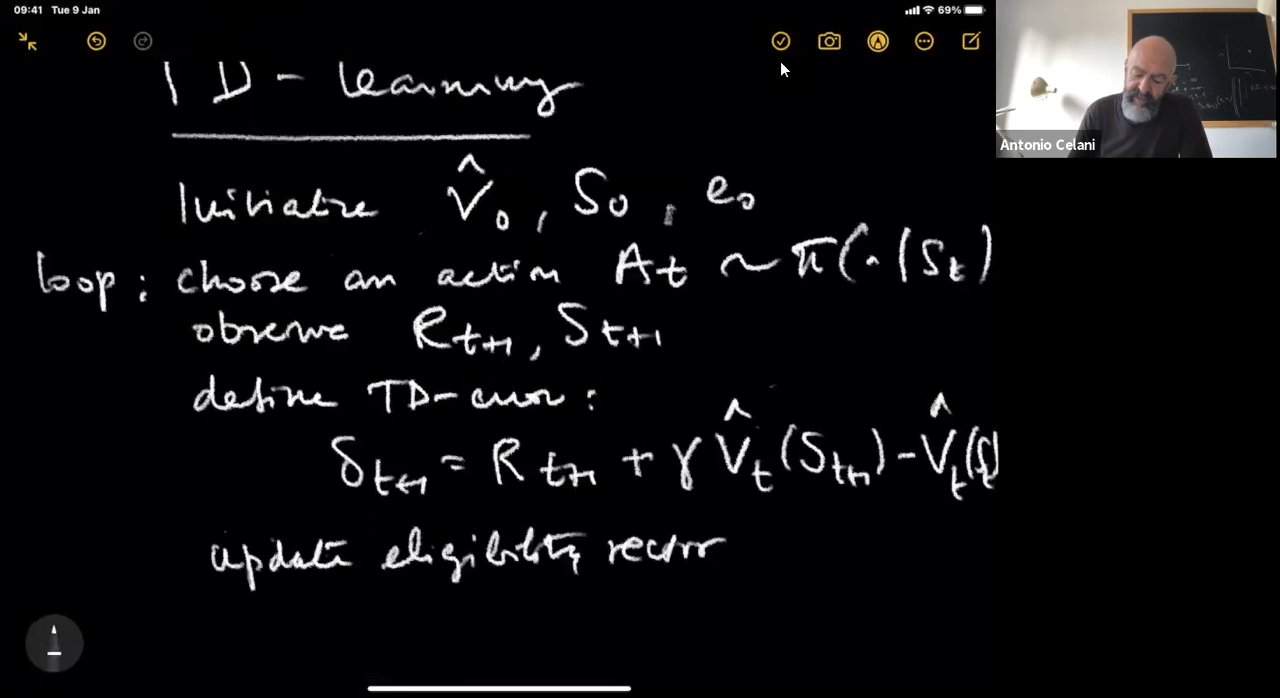 09:41 Tue 9 Jan
69%
TD-learning
Antonio Celani
Initialize V̂₀, S₀, e₀
loop: choose an action Aₜ ~ π(·|Sₜ)
observe Rₜ₊₁, Sₜ₊₁
define TD-error:
δₜ₊₁ = Rₜ₊₁ + γ V̂ₜ(Sₜ₊₁) - V̂ₜ(Sₜ)
update eligibility vector